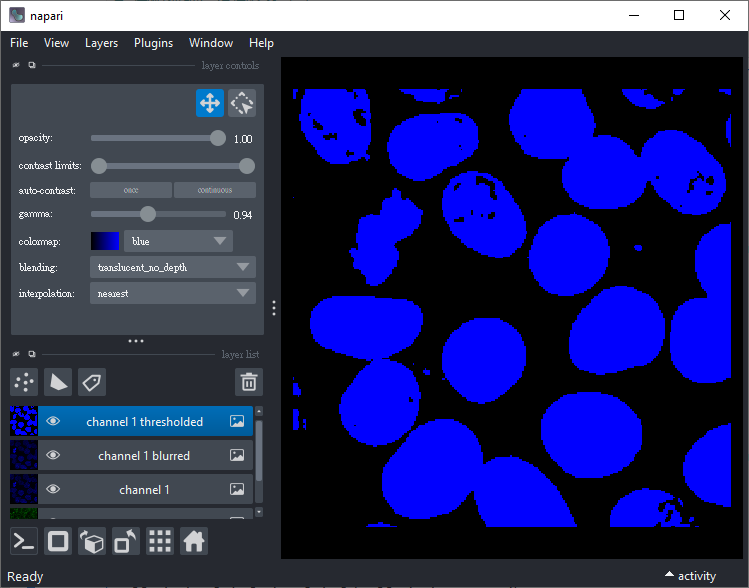 napari
File View Layers Plugins Window Help
layer controls
opacity: 1.00
contrast limits:
auto-contrast: once continuous
gamma: 0.94
colormap: blue
blending: translucent_no_depth
interpolation: nearest
layer list
channel 1 thresholded
channel 1 blurred
channel 1
Ready activity